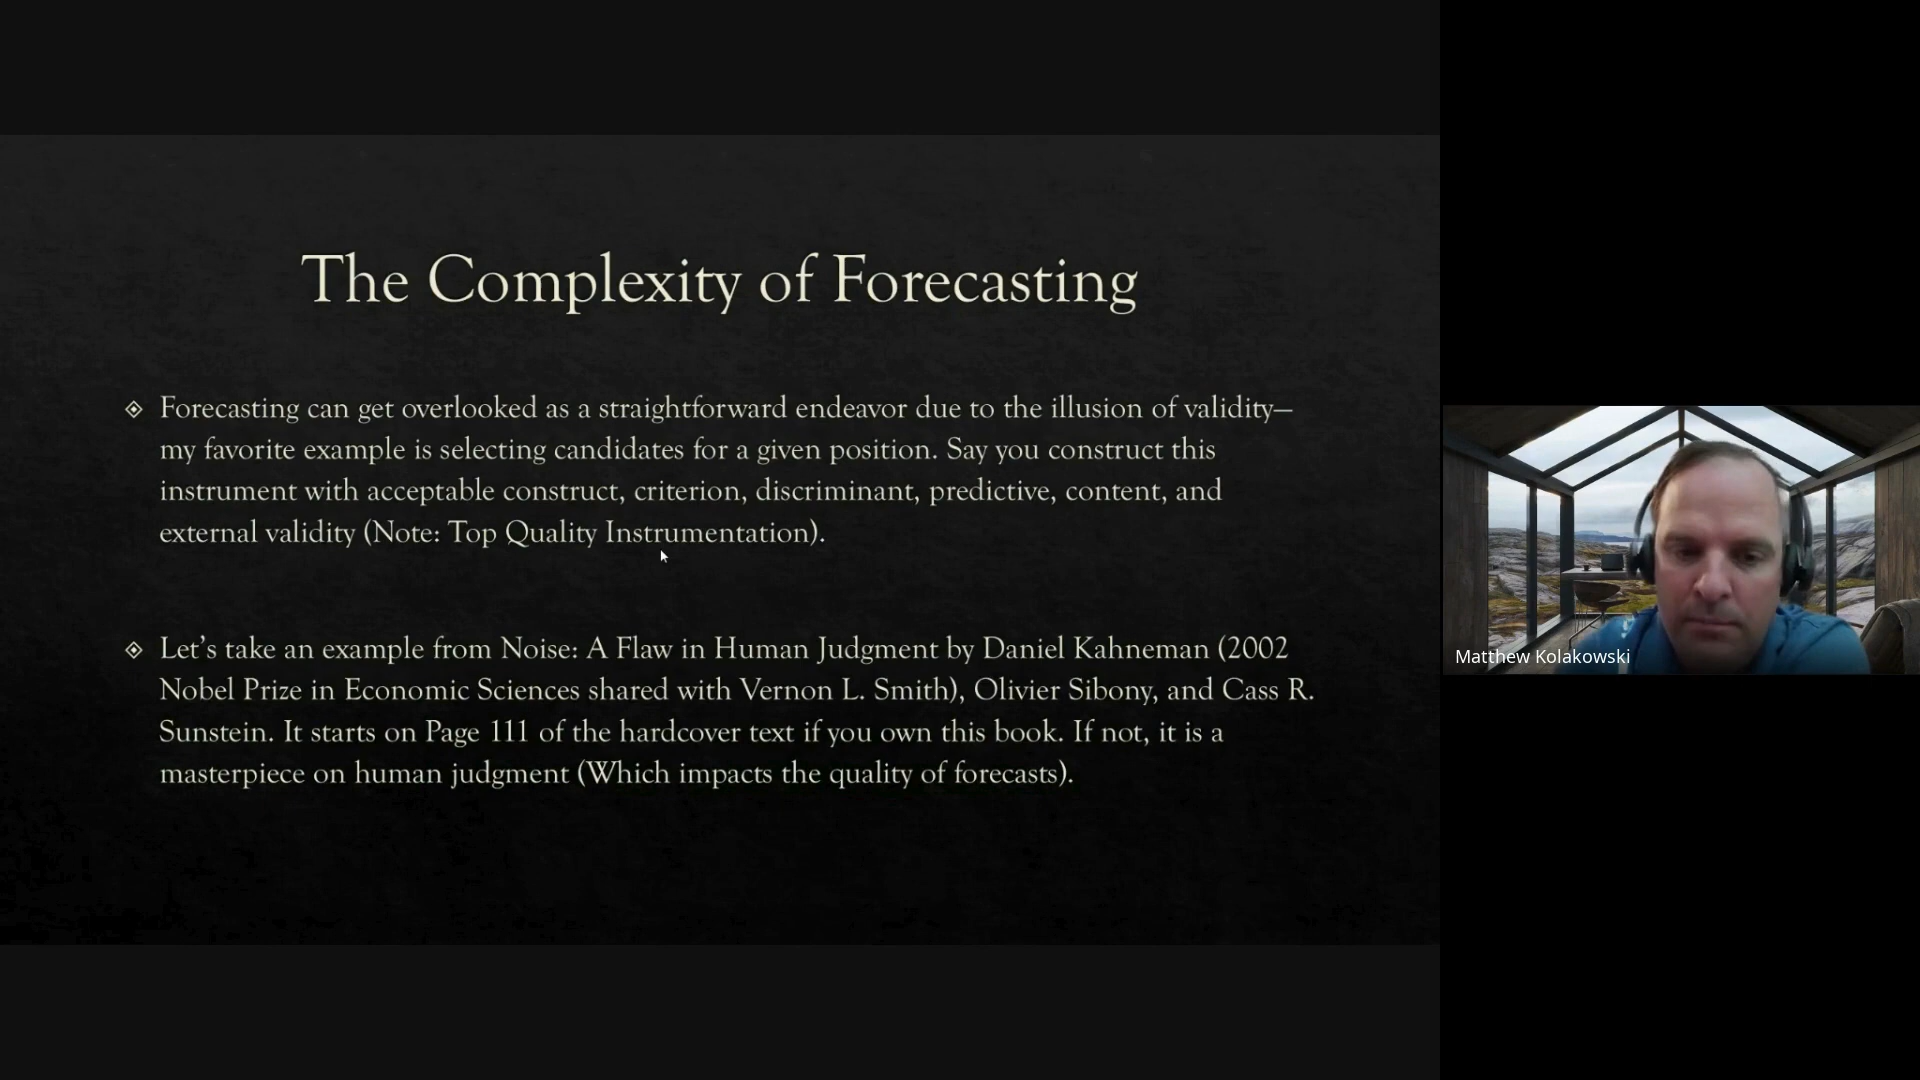 The Complexity of Forecasting
Forecasting can get overlooked as a straightforward endeavor due to the illusion of validity—
my favorite example is selecting candidates for a given position. Say you construct this
instrument with acceptable construct, criterion, discriminant, predictive, content, and
external validity (Note: Top Quality Instrumentation).
Let’s take an example from Noise: A Flaw in Human Judgment by Daniel Kahneman (2002
Nobel Prize in Economic Sciences shared with Vernon L. Smith), Olivier Sibony, and Cass R.
Sunstein. It starts on Page 111 of the hardcover text if you own this book. If not, it is a
masterpiece on human judgment (Which impacts the quality of forecasts).
Matthew Kolakowski